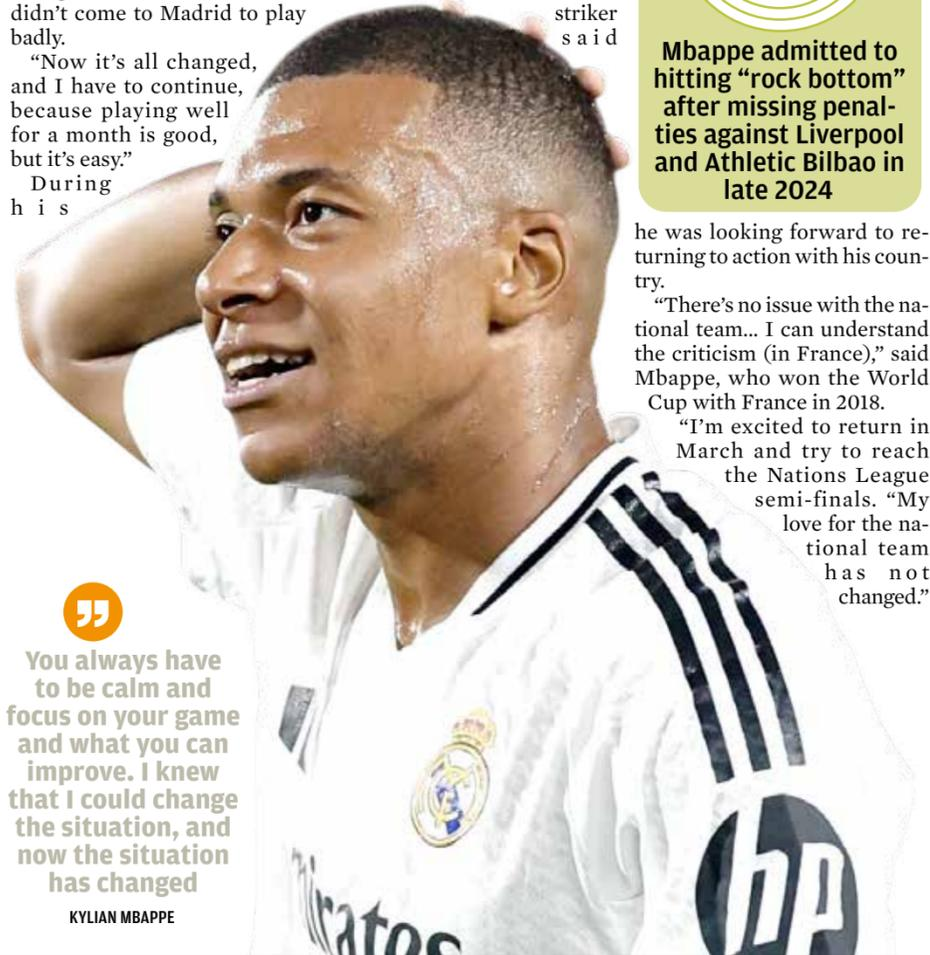 didn't come to Madrid to play
badly.
“Now it's all changed,
and I have to continue,
because playing well
for a month is good,
but it's easy.”
During
his
striker
said
Mbappe admitted to
hitting “rock bottom”
after missing penal-
ties against Liverpool
and Athletic Bilbao in
late 2024
he was looking forward to re-
turning to action with his coun-
try.
“There's no issue with the na-
tional team... I can understand
the criticism (in France),” said
Mbappe, who won the World
Cup with France in 2018.
“I'm excited to return in
March and try to reach
the Nations League
semi-finals. “My
love for the na-
tional team
has not
changed.”
You always have
to be calm and
focus on your game
and what you can
improve. I knew
that I could change
the situation, and
now the situation
has changed
KYLIAN MBAPPE
hp